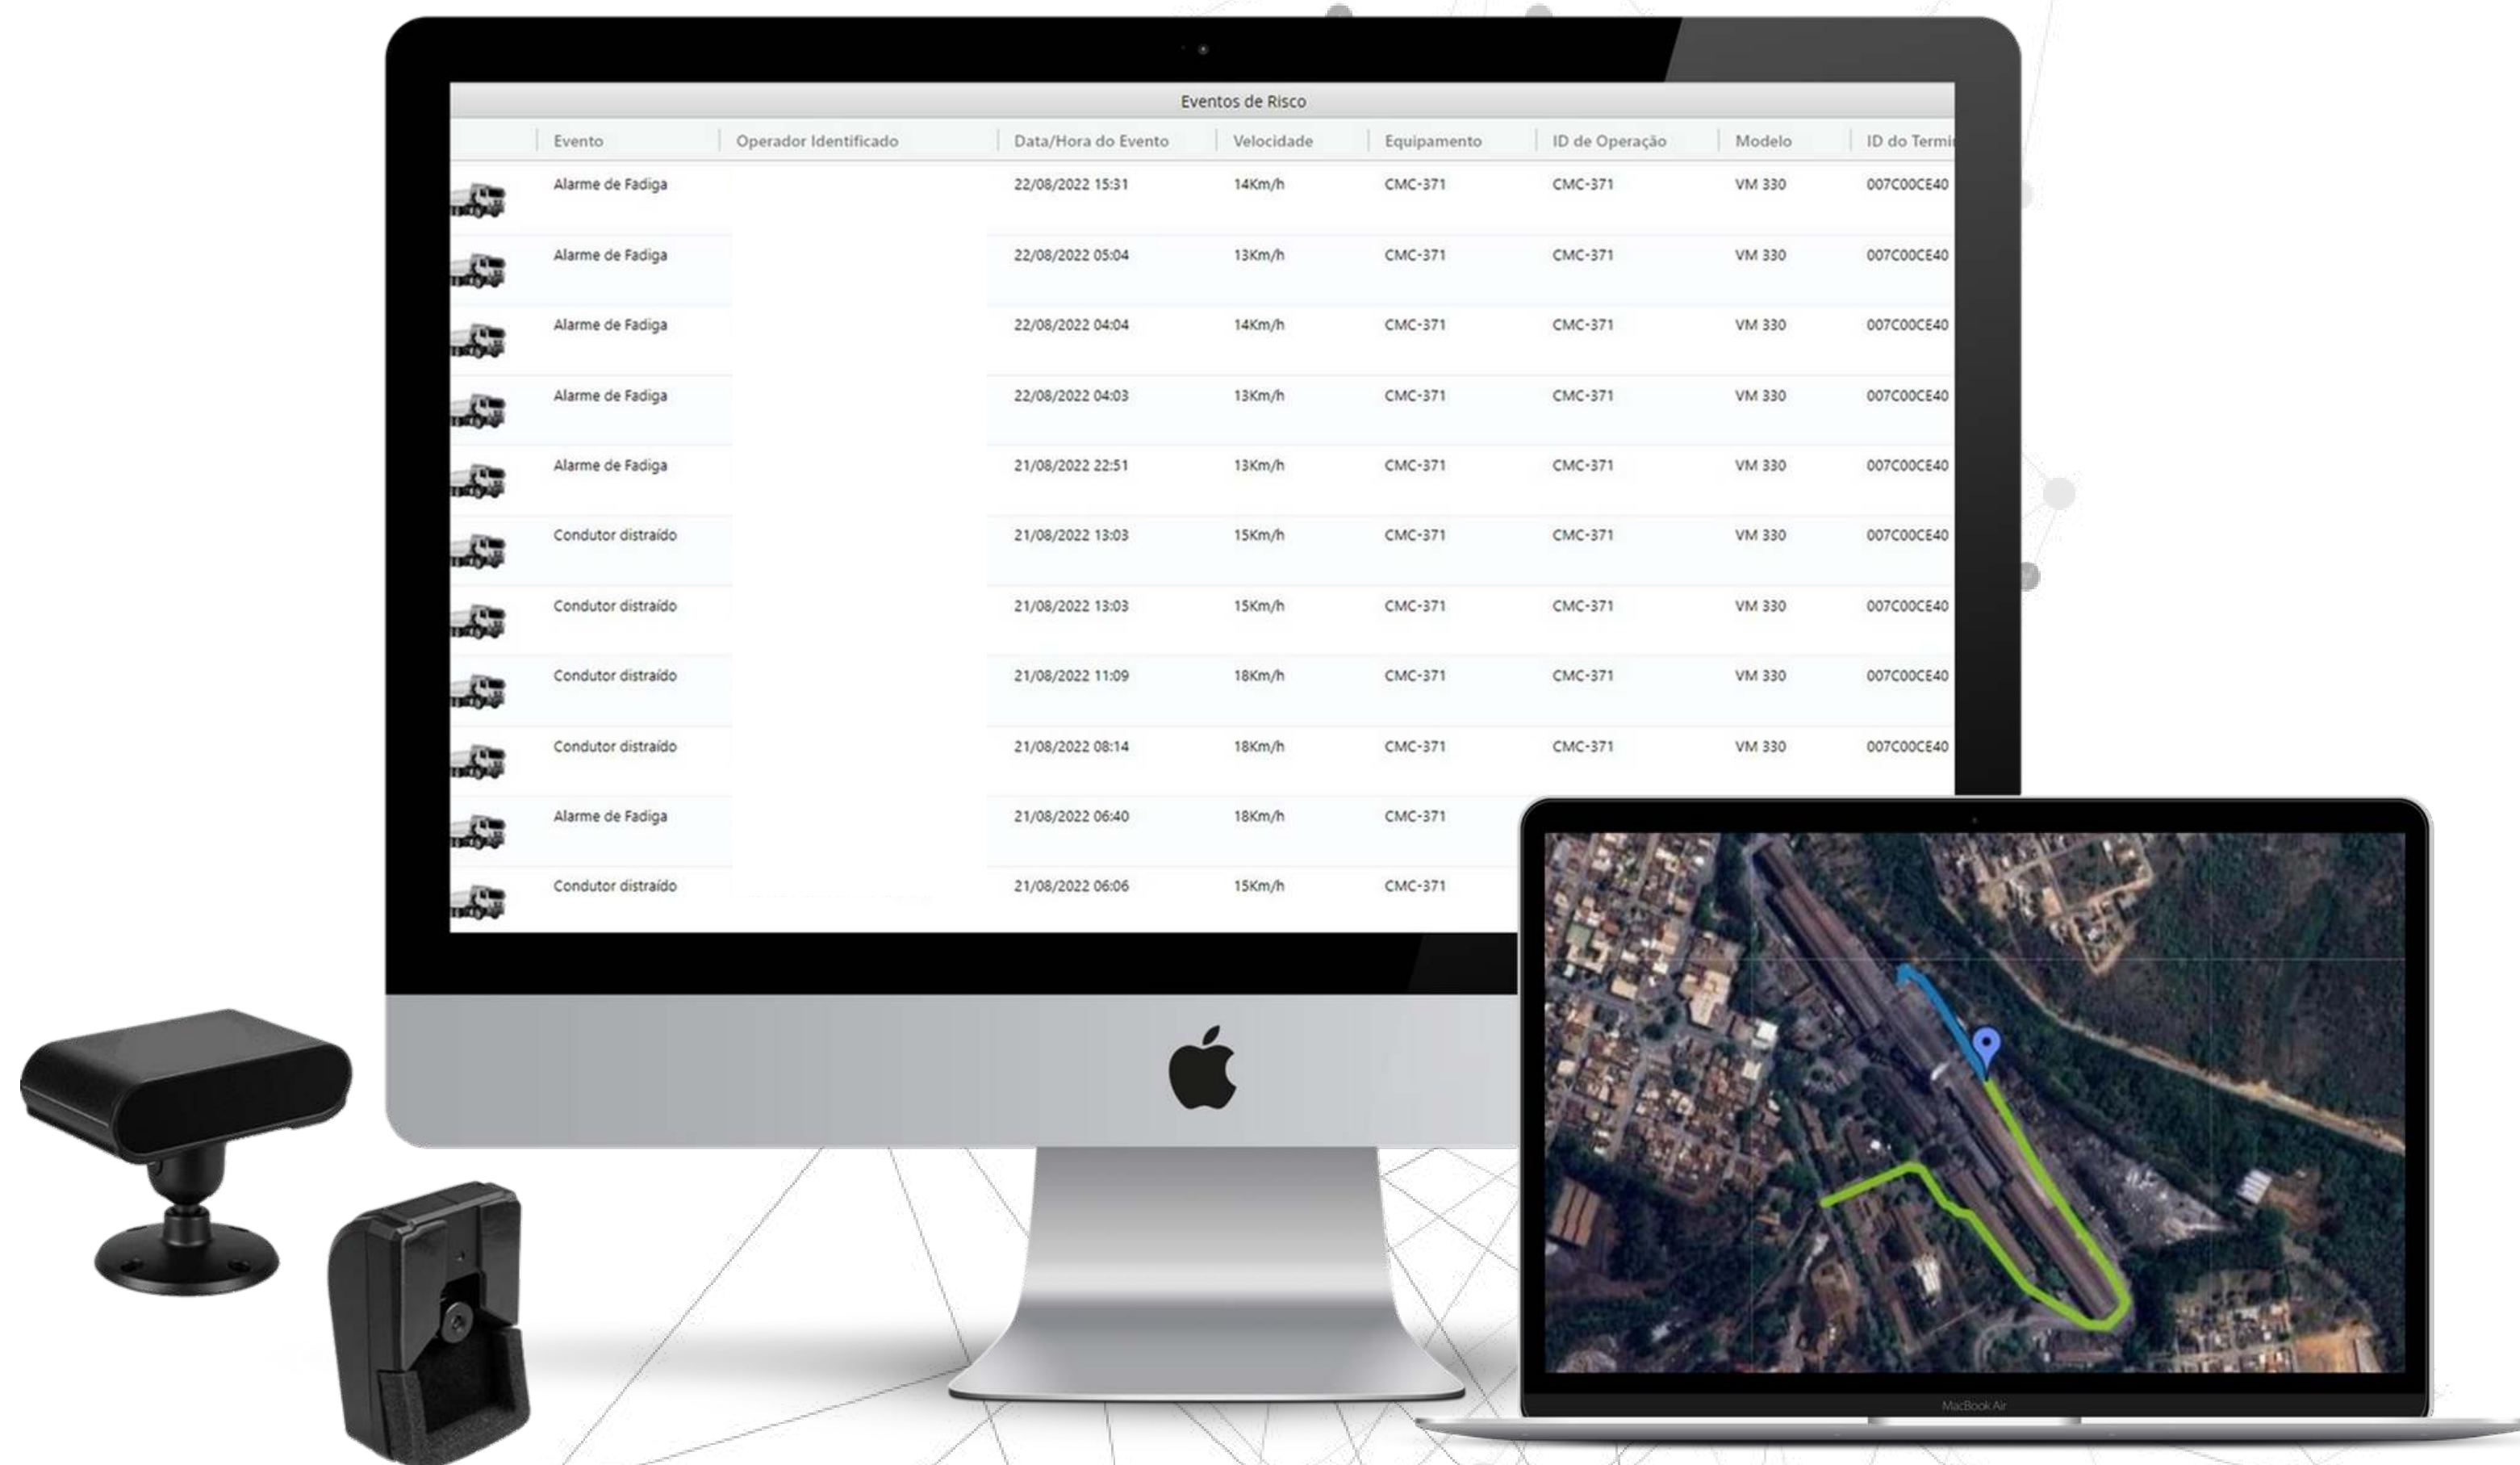 Eventos de Risco
Evento Operador Identificado Data/Hora do Evento Velocidade Equipamento ID de Operação Modelo ID do Termi
Alarme de Fadiga 22/08/2022 15:31 14Km/h CMC-371 CMC-371 VM 330 007C00CE40
Alarme de Fadiga 22/08/2022 05:04 13Km/h CMC-371 CMC-371 VM 330 007C00CE40
Alarme de Fadiga 22/08/2022 04:04 14Km/h CMC-371 CMC-371 VM 330 007C00CE40
Alarme de Fadiga 22/08/2022 04:03 13Km/h CMC-371 CMC-371 VM 330 007C00CE40
Alarme de Fadiga 21/08/2022 22:51 13Km/h CMC-371 CMC-371 VM 330 007C00CE40
Condutor distraído 21/08/2022 13:03 15Km/h CMC-371 CMC-371 VM 330 007C00CE40
Condutor distraído 21/08/2022 13:03 15Km/h CMC-371 CMC-371 VM 330 007C00CE40
Condutor distraído 21/08/2022 11:09 18Km/h CMC-371 CMC-371 VM 330 007C00CE40
Condutor distraído 21/08/2022 08:14 18Km/h CMC-371 CMC-371 VM 330 007C00CE40
Alarme de Fadiga 21/08/2022 06:40 18Km/h CMC-371
Condutor distraído 21/08/2022 06:06 15Km/h CMC-371
MacBook Air